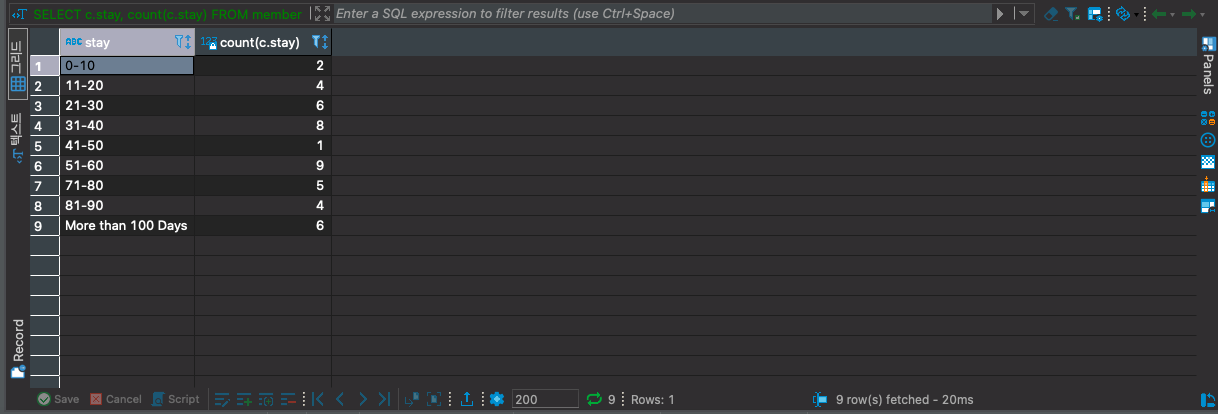 SELECT c.stay, count(c.stay) FROM member
Enter a SQL expression to filter results (use Ctrl+Space)
그리드
텍스트
Record
ABC stay
123 count(c.stay)
1 0-10 2
2 11-20 4
3 21-30 6
4 31-40 8
5 41-50 1
6 51-60 9
7 71-80 5
8 81-90 4
9 More than 100 Days 6
Panels
Save Cancel Script 200 9 Rows: 1 9 row(s) fetched - 20ms